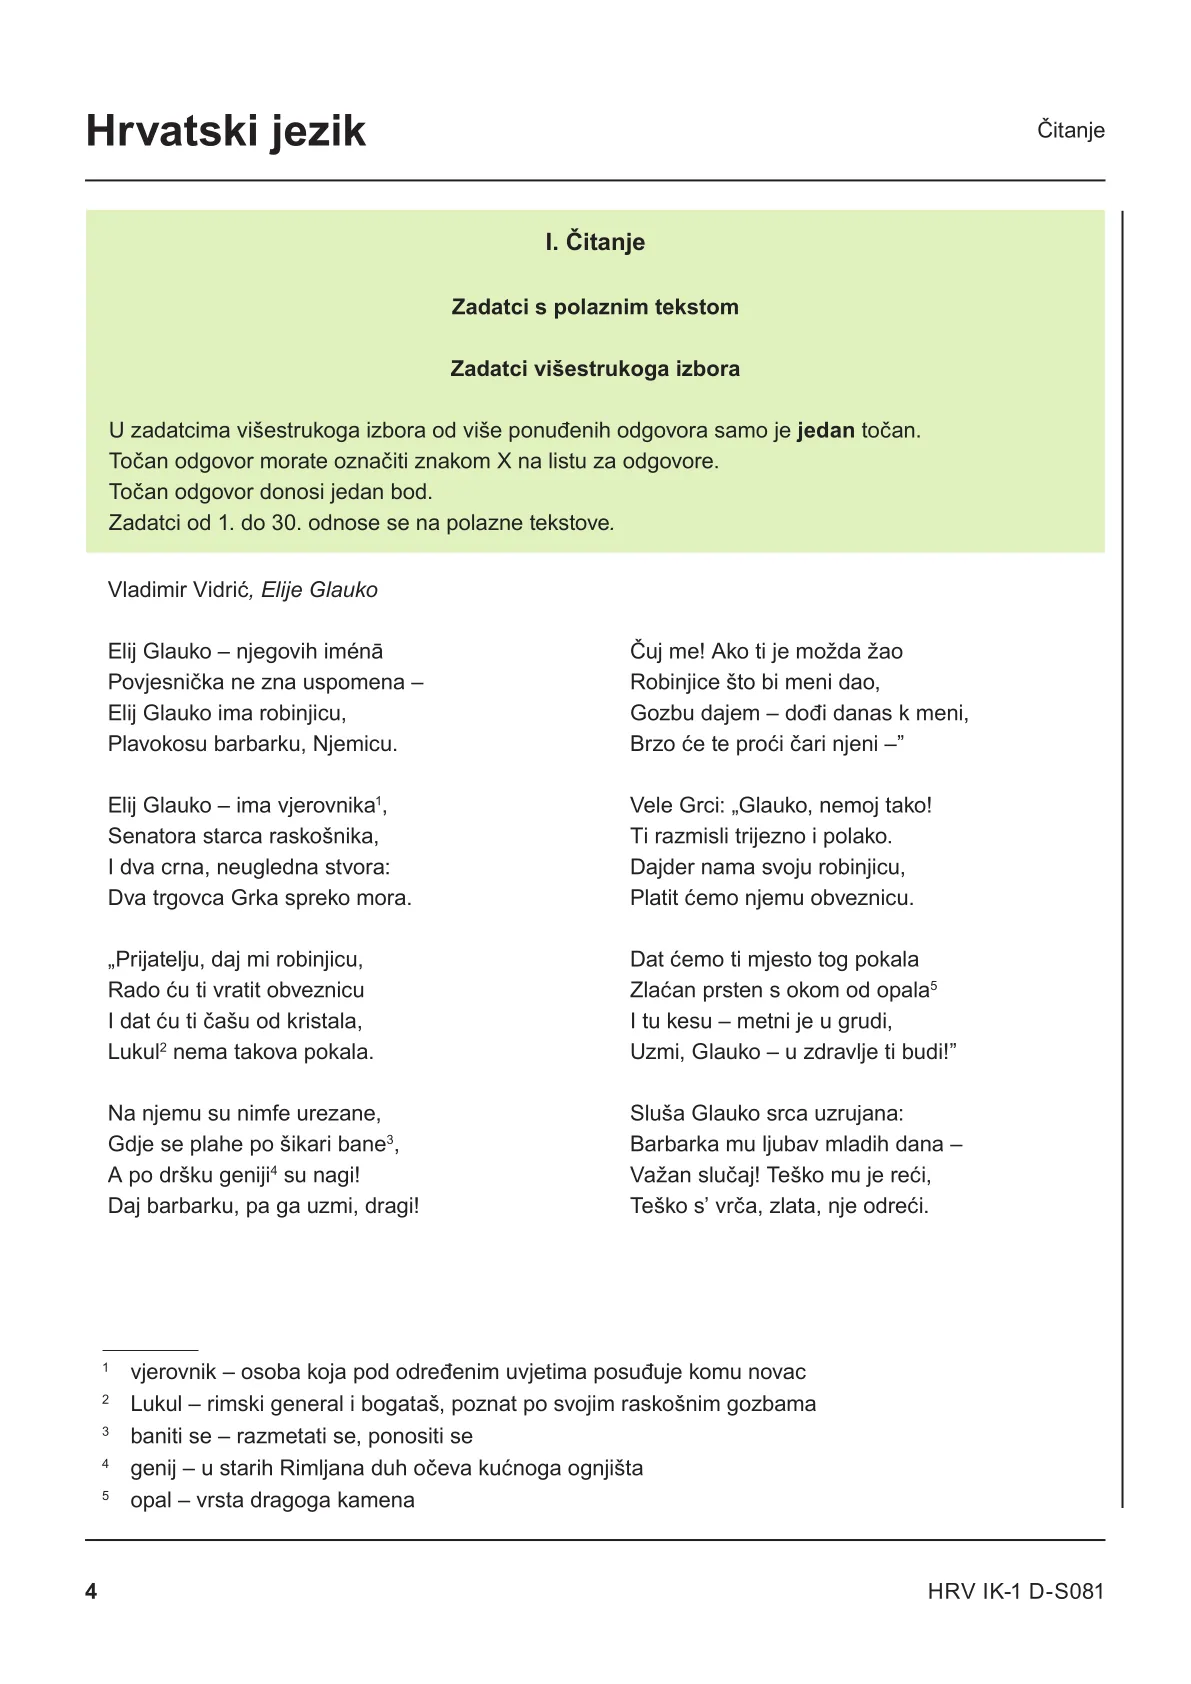 Hrvatski jezik
Čitanje
I. Čitanje
Zadatci s polaznim tekstom
Zadatci višestrukoga izbora
U zadatcima višestrukoga izbora od više ponuđenih odgovora samo je jedan točan.
Točan odgovor morate označiti znakom X na listu za odgovore.
Točan odgovor donosi jedan bod.
Zadatci od 1. do 30. odnose se na polazne tekstove.
Vladimir Vidrić, Elije Glauko
Elij Glauko – njegovih iménā
Povjesnička ne zna uspomena –
Elij Glauko ima robinjicu,
Plavokosu barbarku, Njemicu.
Elij Glauko – ima vjerovnika¹,
Senatora starca raskošnika,
I dva crna, neugledna stvora:
Dva trgovca Grka spreko mora.
„Prijatelju, daj mi robinjicu,
Rado ću ti vratit obveznicu
I dat ću ti čašu od kristala,
Lukul² nema takova pokala.
Na njemu su nimfe urezane,
Gdje se plahe po šikari bane³,
A po dršku geniji⁴ su nagi!
Daj barbarku, pa ga uzmi, dragi!
Čuj me! Ako ti je možda žao
Robinjice što bi meni dao,
Gozbu dajem – dođi danas k meni,
Brzo će te proći čari njeni –”
Vele Grci: „Glauko, nemoj tako!
Ti razmisli trijezno i polako.
Dajder nama svoju robinjicu,
Platit ćemo njemu obveznicu.
Dat ćemo ti mjesto tog pokala
Zlaćan prsten s okom od opala⁵
I tu kesu – metni je u grudi,
Uzmi, Glauko – u zdravlje ti budi!”
Sluša Glauko srca uzrujana:
Barbarka mu ljubav mladih dana –
Važan slučaj! Teško mu je reći,
Teško s’ vrča, zlata, nje odreći.
¹ vjerovnik – osoba koja pod određenim uvjetima posuđuje komu novac
² Lukul – rimski general i bogataš, poznat po svojim raskošnim gozbama
³ baniti se – razmetati se, ponositi se
⁴ genij – u starih Rimljana duh očeva kućnoga ognjišta
⁵ opal – vrsta dragoga kamena
4
HRV IK-1 D-S081